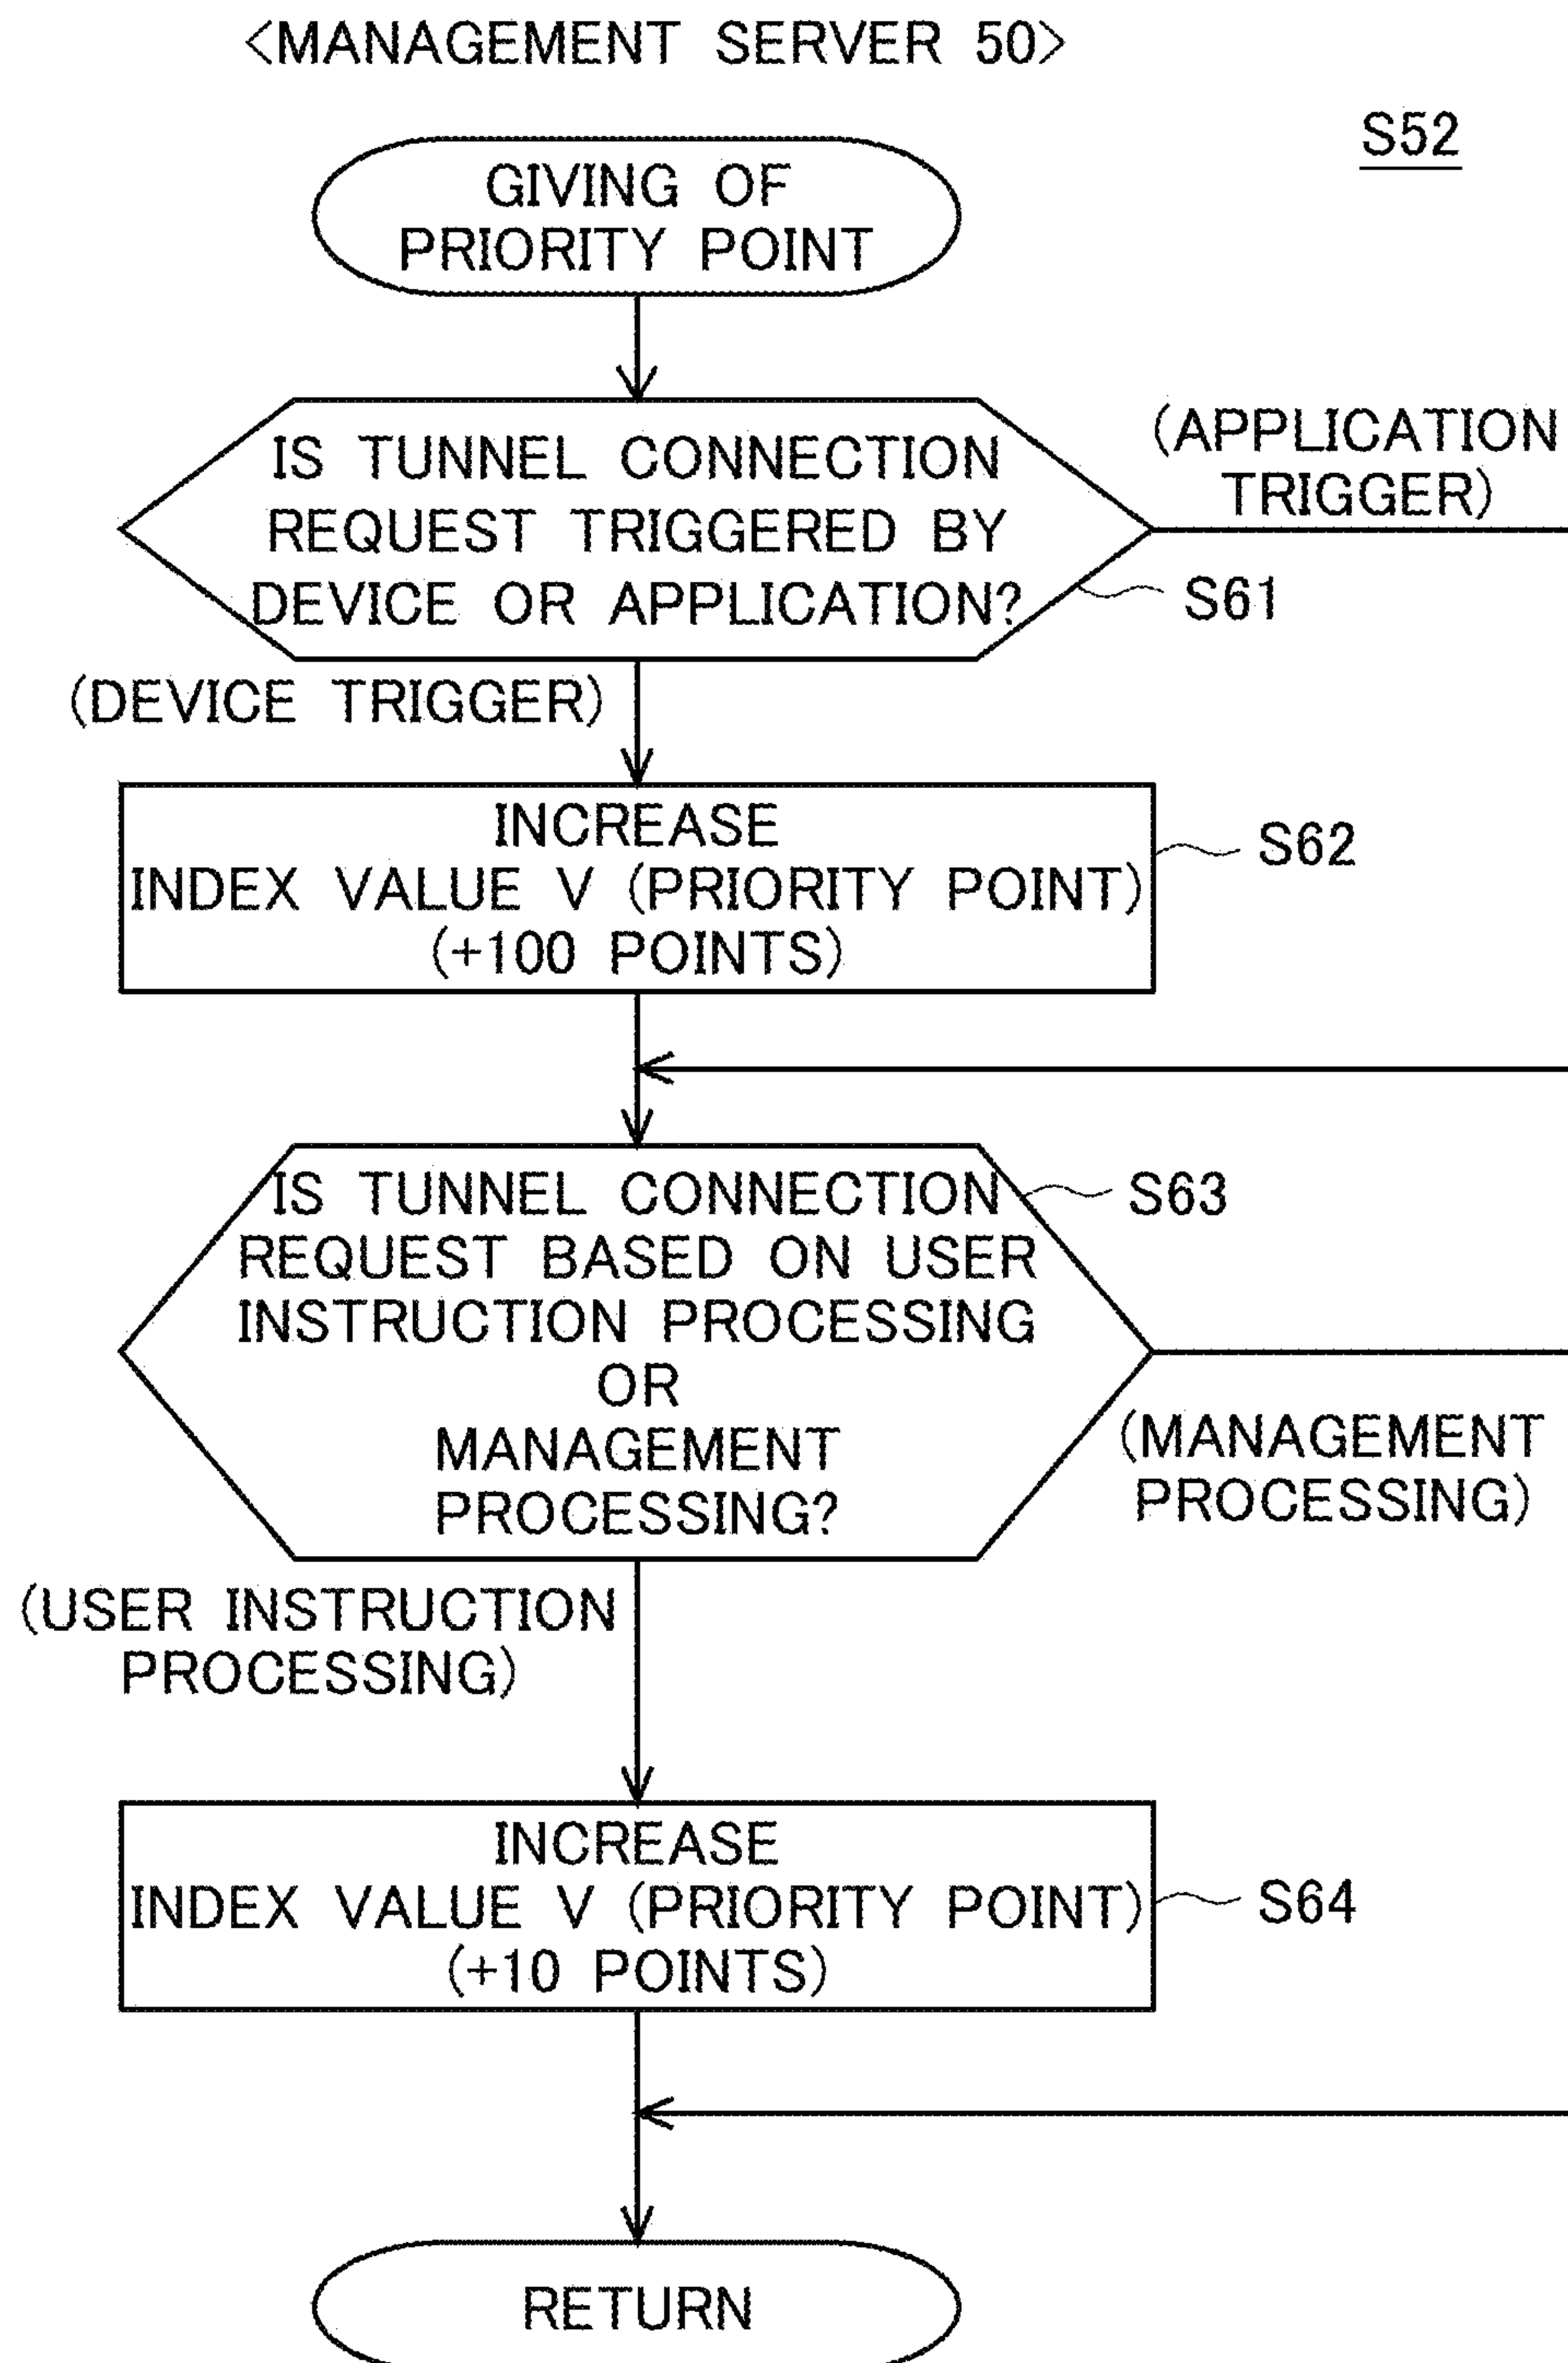 <MANAGEMENT SERVER 50>
S52
GIVING OF
PRIORITY POINT
IS TUNNEL CONNECTION
REQUEST TRIGGERED BY
DEVICE OR APPLICATION?
(APPLICATION
TRIGGER)
S61
(DEVICE TRIGGER)
INCREASE
INDEX VALUE V (PRIORITY POINT)
(+100 POINTS)
S62
IS TUNNEL CONNECTION
REQUEST BASED ON USER
INSTRUCTION PROCESSING
OR
MANAGEMENT
PROCESSING?
S63
(MANAGEMENT
PROCESSING)
(USER INSTRUCTION
PROCESSING)
INCREASE
INDEX VALUE V (PRIORITY POINT)
(+10 POINTS)
S64
RETURN